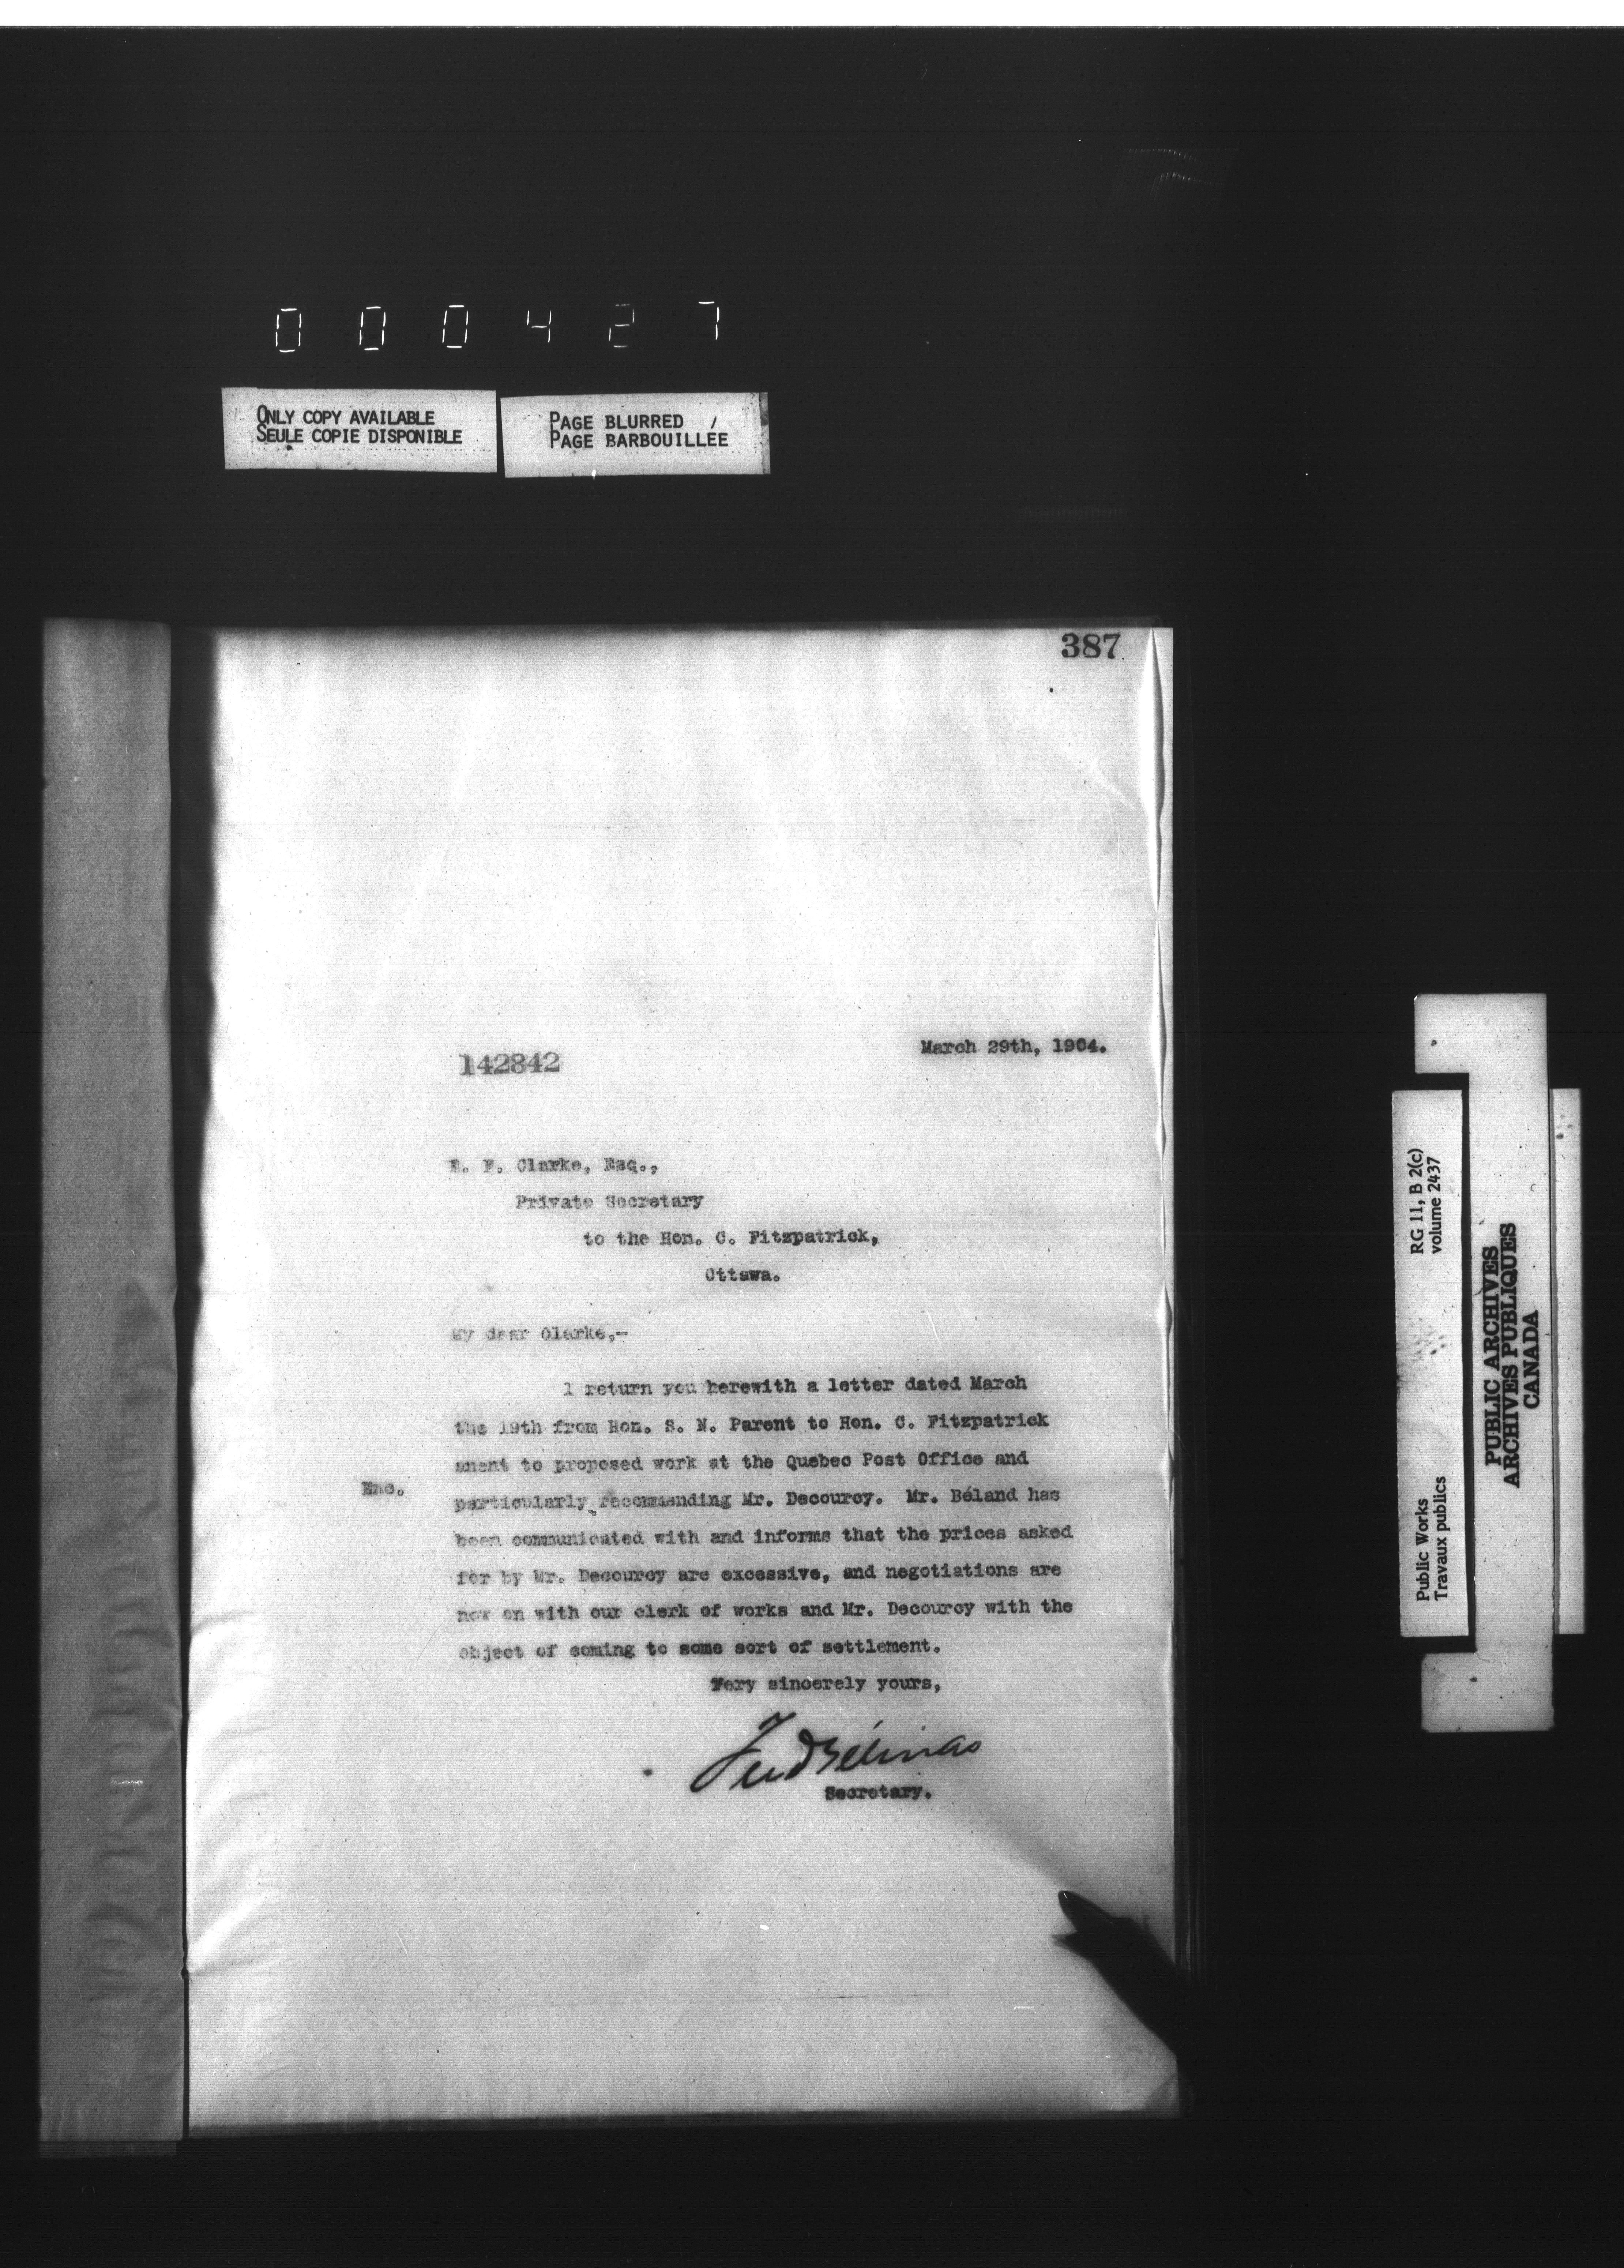 000427
ONLY COPY AVAILABLE
SEULE COPIE DISPONIBLE
PAGE BLURRED
PAGE BARBOUILLEE
387
March 29th, 1904.
142842
E. F. Clarke, Esq.,
Private Secretary
to the Hon. C. Fitzpatrick,
Ottawa.
My dear Clarke,-
I return you herewith a letter dated March
the 19th from Hon. S. N. Parent to Hon. C. Fitzpatrick
anent to proposed work at the Quebec Post Office and
Enc.
particularly recommending Mr. Decourcy. Mr. Béland has
been communicated with and informs that the prices asked
for by Mr. Decourcy are excessive, and negotiations are
now on with our clerk of works and Mr. Decourcy with the
object of coming to some sort of settlement.
Very sincerely yours,
Fred Gélinas
Secretary.
RG 11, B 2(c)
volume 2437
Public Works
Travaux publics
PUBLIC ARCHIVES
ARCHIVES PUBLIQUES
CANADA